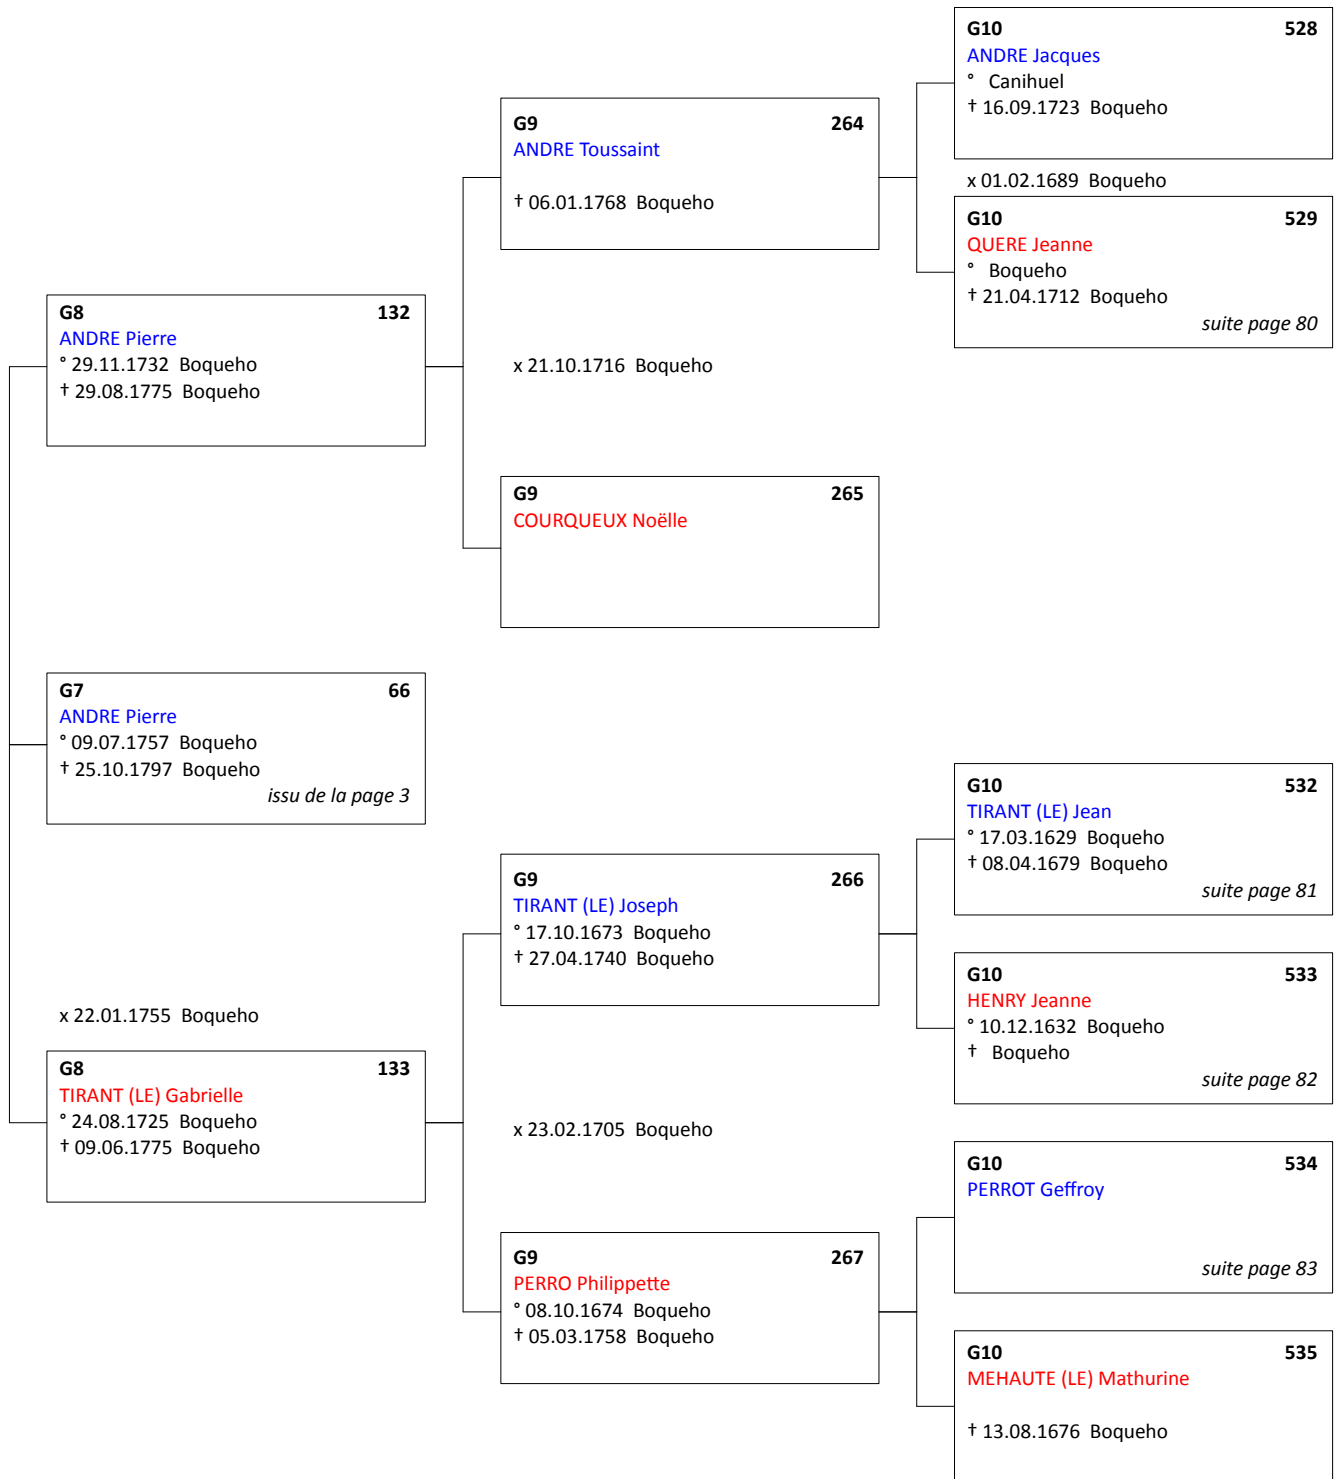 G10 528
ANDRE Jacques
° Canihuel
† 16.09.1723 Boqueho
G9 264
ANDRE Toussaint
† 06.01.1768 Boqueho
x 01.02.1689 Boqueho
G10 529
QUERE Jeanne
° Boqueho
† 21.04.1712 Boqueho
suite page 80
G8 132
ANDRE Pierre
° 29.11.1732 Boqueho
† 29.08.1775 Boqueho
x 21.10.1716 Boqueho
G9 265
COURQUEUX Noëlle
G7 66
ANDRE Pierre
° 09.07.1757 Boqueho
† 25.10.1797 Boqueho
issu de la page 3
G10 532
TIRANT (LE) Jean
° 17.03.1629 Boqueho
† 08.04.1679 Boqueho
suite page 81
G9 266
TIRANT (LE) Joseph
° 17.10.1673 Boqueho
† 27.04.1740 Boqueho
G10 533
HENRY Jeanne
° 10.12.1632 Boqueho
† Boqueho
suite page 82
x 22.01.1755 Boqueho
G8 133
TIRANT (LE) Gabrielle
° 24.08.1725 Boqueho
† 09.06.1775 Boqueho
x 23.02.1705 Boqueho
G10 534
PERROT Geffroy
suite page 83
G9 267
PERRO Philippette
° 08.10.1674 Boqueho
† 05.03.1758 Boqueho
G10 535
MEHAUTE (LE) Mathurine
† 13.08.1676 Boqueho